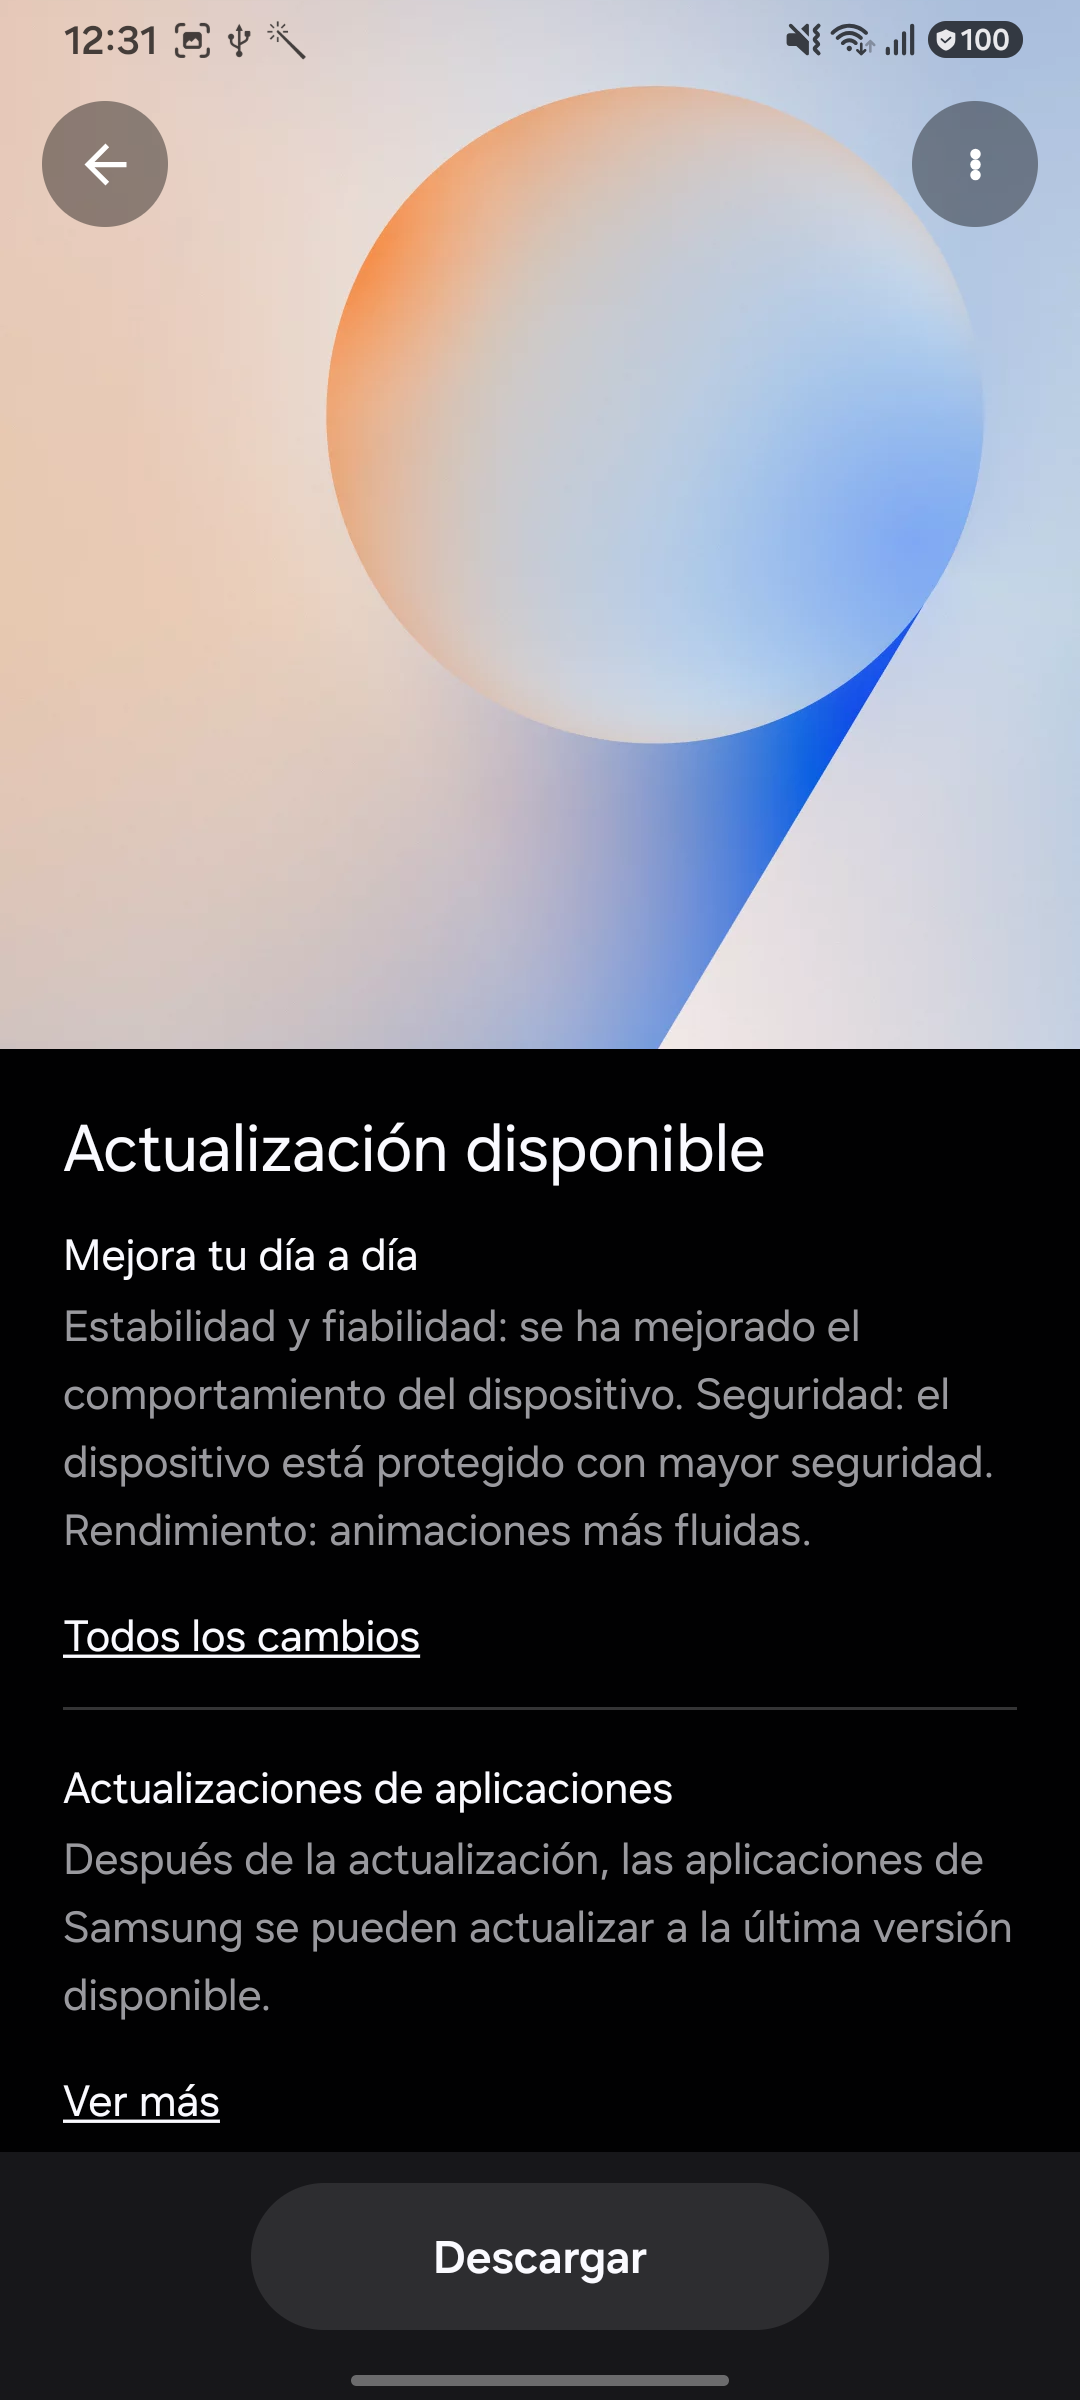 12:31
100
Actualización disponible
Mejora tu día a día
Estabilidad y fiabilidad: se ha mejorado el
comportamiento del dispositivo. Seguridad: el
dispositivo está protegido con mayor seguridad.
Rendimiento: animaciones más fluidas.
Todos los cambios
Actualizaciones de aplicaciones
Después de la actualización, las aplicaciones de
Samsung se pueden actualizar a la última versión
disponible.
Ver más
Descargar